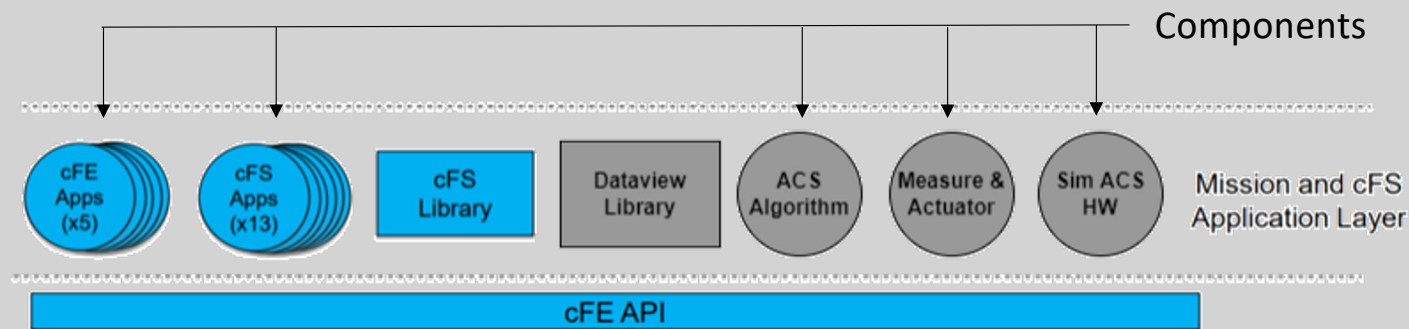 Components
cFE
Apps
(x5)
cFS
Apps
(x13)
cFS
Library
Dataview
Library
ACS
Algorithm
Measure &
Actuator
Sim ACS
HW
Mission and cFS
Application Layer
cFE API